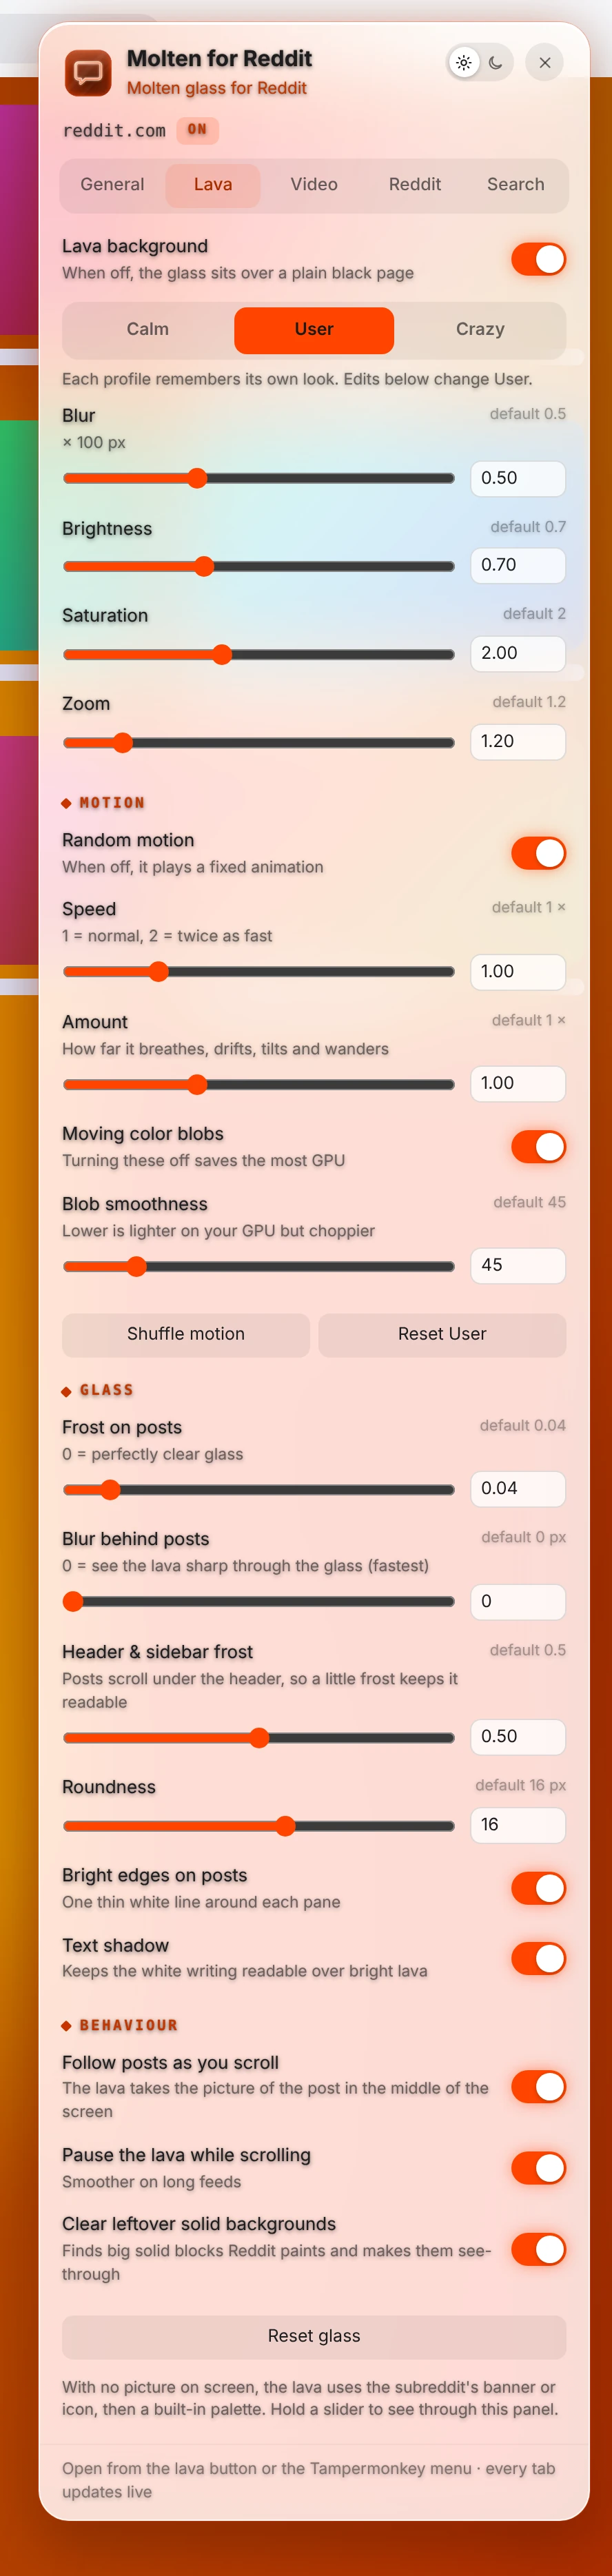 Molten for Reddit
Molten glass for Reddit
reddit.com ON
General Lava Video Reddit Search
Lava background
When off, the glass sits over a plain black page
Calm User Crazy
Each profile remembers its own look. Edits below change User.
Blur default 0.5
× 100 px
0.50
Brightness default 0.7
0.70
Saturation default 2
2.00
Zoom default 1.2
1.20
MOTION
Random motion
When off, it plays a fixed animation
Speed default 1 ×
1 = normal, 2 = twice as fast
1.00
Amount default 1 ×
How far it breathes, drifts, tilts and wanders
1.00
Moving color blobs
Turning these off saves the most GPU
Blob smoothness default 45
Lower is lighter on your GPU but choppier
45
Shuffle motion Reset User
GLASS
Frost on posts default 0.04
0 = perfectly clear glass
0.04
Blur behind posts default 0 px
0 = see the lava sharp through the glass (fastest)
0
Header & sidebar frost default 0.5
Posts scroll under the header, so a little frost keeps it
readable
0.50
Roundness default 16 px
16
Bright edges on posts
One thin white line around each pane
Text shadow
Keeps the white writing readable over bright lava
BEHAVIOUR
Follow posts as you scroll
The lava takes the picture of the post in the middle of the
screen
Pause the lava while scrolling
Smoother on long feeds
Clear leftover solid backgrounds
Finds big solid blocks Reddit paints and makes them see-
through
Reset glass
With no picture on screen, the lava uses the subreddit's banner or
icon, then a built-in palette. Hold a slider to see through this panel.
Open from the lava button or the Tampermonkey menu · every tab
updates live